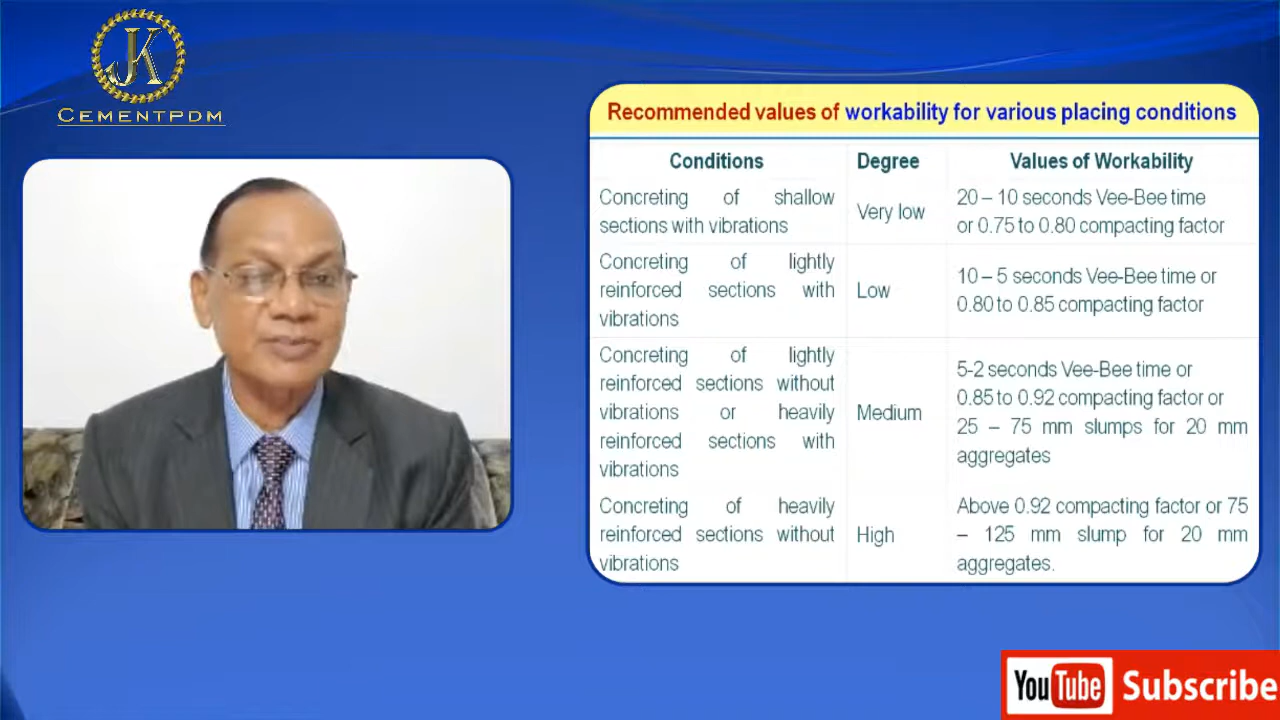 JK
CEMENTPDM
Recommended values of workability for various placing conditions
Conditions
Degree
Values of Workability
Concreting of shallow
sections with vibrations
Very low
20 – 10 seconds Vee-Bee time
or 0.75 to 0.80 compacting factor
Concreting of lightly
reinforced sections with
vibrations
Low
10 – 5 seconds Vee-Bee time or
0.80 to 0.85 compacting factor
Concreting of lightly
reinforced sections without
vibrations or heavily
reinforced sections with
vibrations
Medium
5-2 seconds Vee-Bee time or
0.85 to 0.92 compacting factor or
25 – 75 mm slumps for 20 mm
aggregates
Concreting of heavily
reinforced sections without
vibrations
High
Above 0.92 compacting factor or 75
– 125 mm slump for 20 mm
aggregates.
YouTube Subscribe